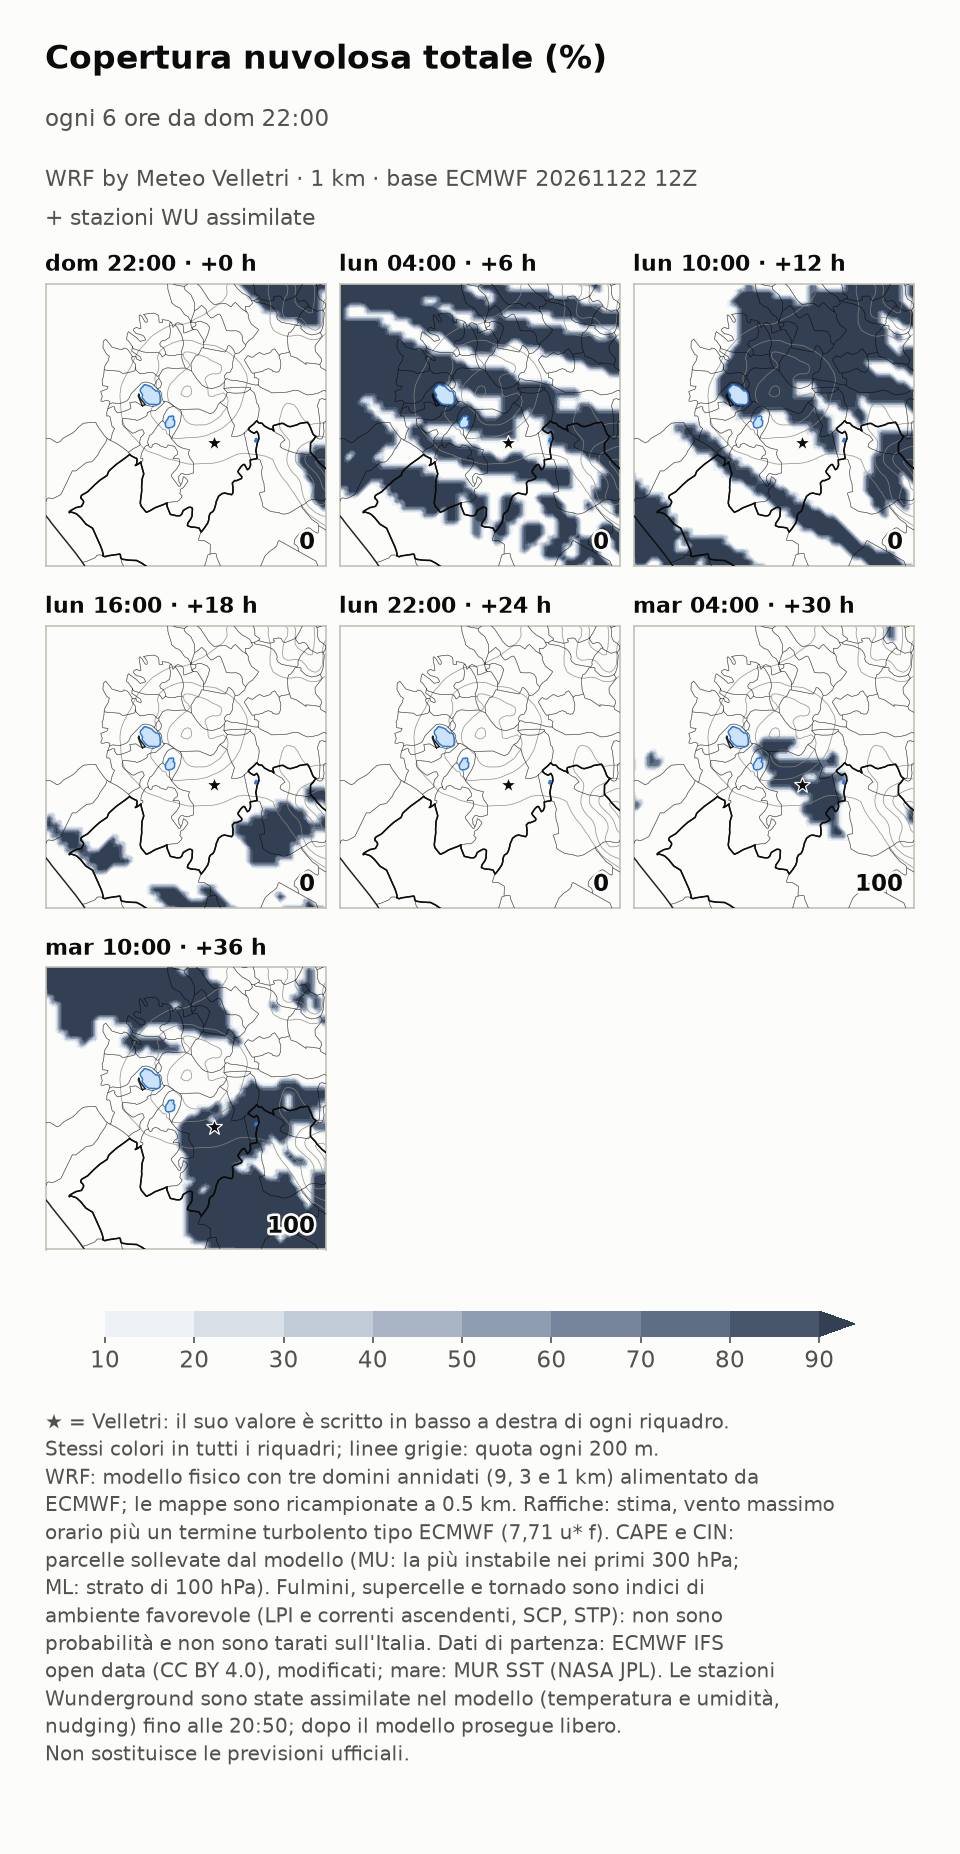 Copertura nuvolosa totale (%)
ogni 6 ore da dom 22:00
WRF by Meteo Velletri · 1 km · base ECMWF 20261122 12Z
+ stazioni WU assimilate
dom 22:00 · +0 h
lun 04:00 · +6 h
lun 10:00 · +12 h
0
0
0
lun 16:00 · +18 h
lun 22:00 · +24 h
mar 04:00 · +30 h
0
0
100
mar 10:00 · +36 h
100
10 20 30 40 50 60 70 80 90
★ = Velletri: il suo valore è scritto in basso a destra di ogni riquadro.
Stessi colori in tutti i riquadri; linee grigie: quota ogni 200 m.
WRF: modello fisico con tre domini annidati (9, 3 e 1 km) alimentato da
ECMWF; le mappe sono ricampionate a 0.5 km. Raffiche: stima, vento massimo
orario più un termine turbolento tipo ECMWF (7,71 u* f). CAPE e CIN:
parcelle sollevate dal modello (MU: la più instabile nei primi 300 hPa;
ML: strato di 100 hPa). Fulmini, supercelle e tornado sono indici di
ambiente favorevole (LPI e correnti ascendenti, SCP, STP): non sono
probabilità e non sono tarati sull'Italia. Dati di partenza: ECMWF IFS
open data (CC BY 4.0), modificati; mare: MUR SST (NASA JPL). Le stazioni
Wunderground sono state assimilate nel modello (temperatura e umidità,
nudging) fino alle 20:50; dopo il modello prosegue libero.
Non sostituisce le previsioni ufficiali.